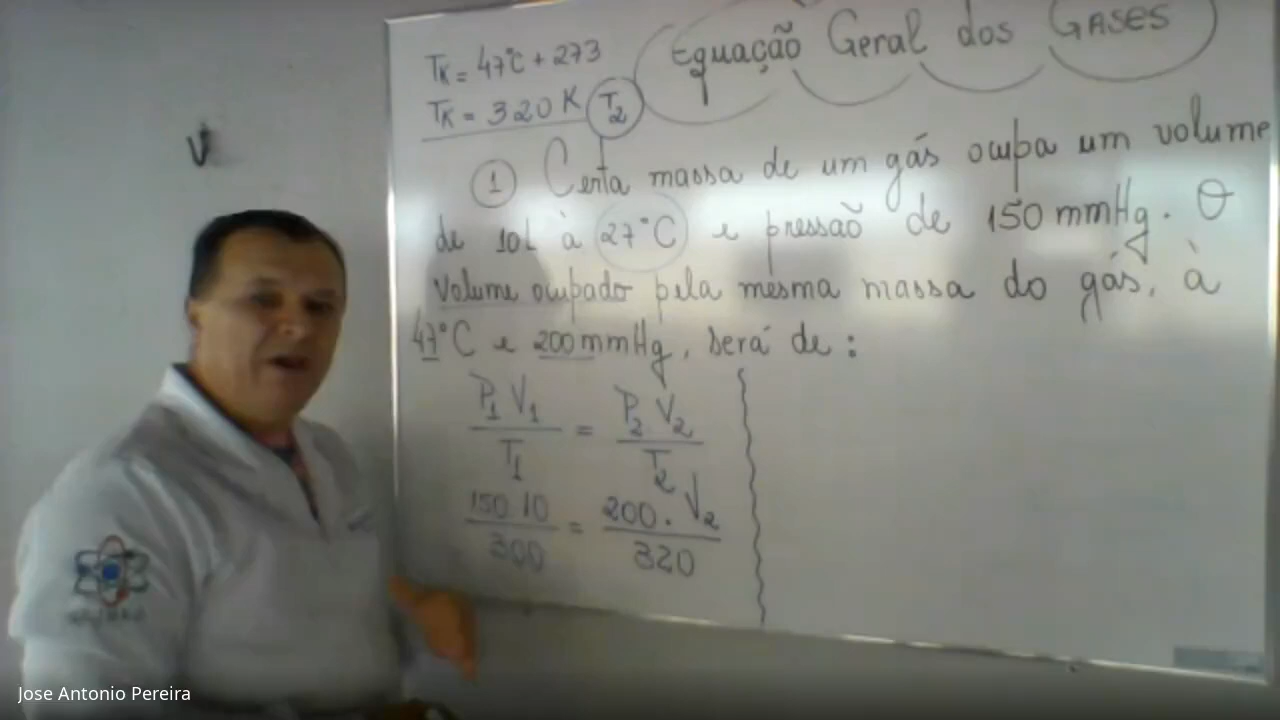 Equação Geral dos GASES
TK = 47°C + 273
TK = 320 K T2
1 Certa massa de um gás ocupa um volume
de 10L à 27°C e pressão de 150 mmHg. O
volume ocupado pela mesma massa do gás, à
47°C e 200 mmHg, será de:
P1 V1 / T1 = P2 V2 / T2
150.10 / 300 = 200. V2 / 320
Jose Antonio Pereira